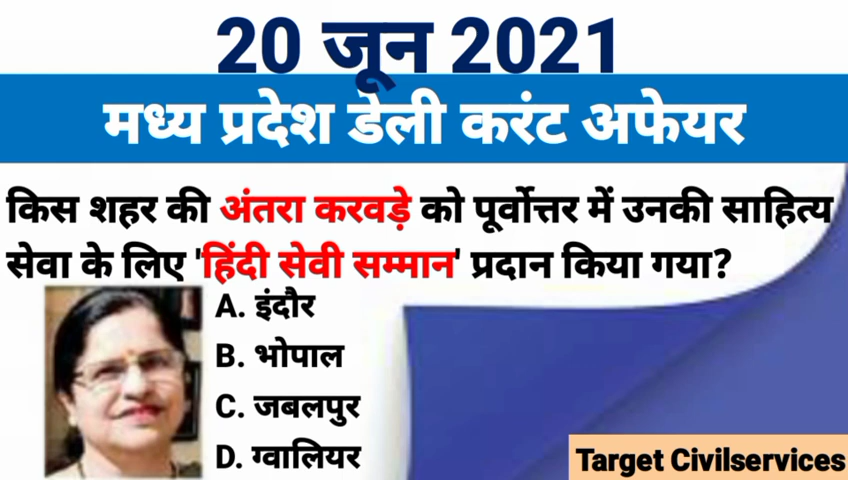 20 जून 2021
मध्य प्रदेश डेली करंट अफेयर
किस शहर की अंतरा करवड़े को पूर्वोत्तर में उनकी साहित्य
सेवा के लिए 'हिंदी सेवी सम्मान' प्रदान किया गया?
A. इंदौर
B. भोपाल
C. जबलपुर
D. ग्वालियर
Target Civilservices